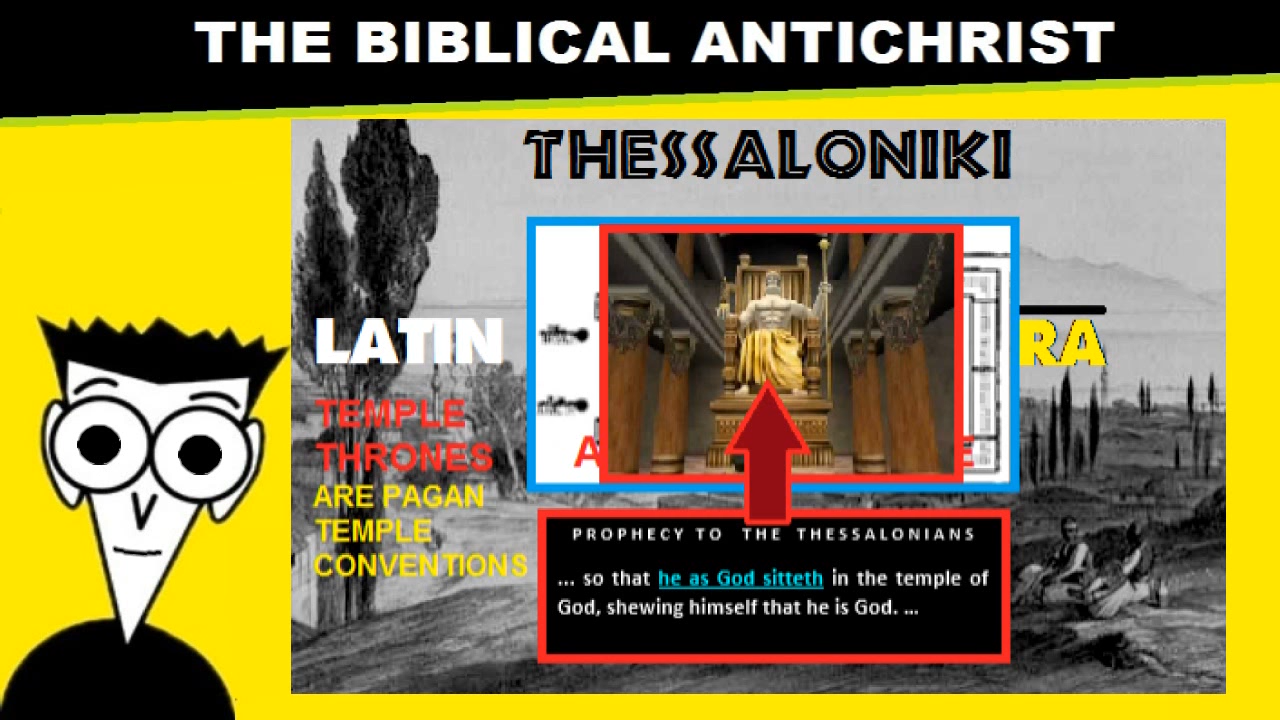 THE BIBLICAL ANTICHRIST
THESSALONIKI
LATIN
RA
TEMPLE
THRONES
ARE PAGAN
TEMPLE
CONVENTIONS
A
E
PROPHECY TO THE THESSALONIANS
... so that he as God sitteth in the temple of
God, shewing himself that he is God. ...